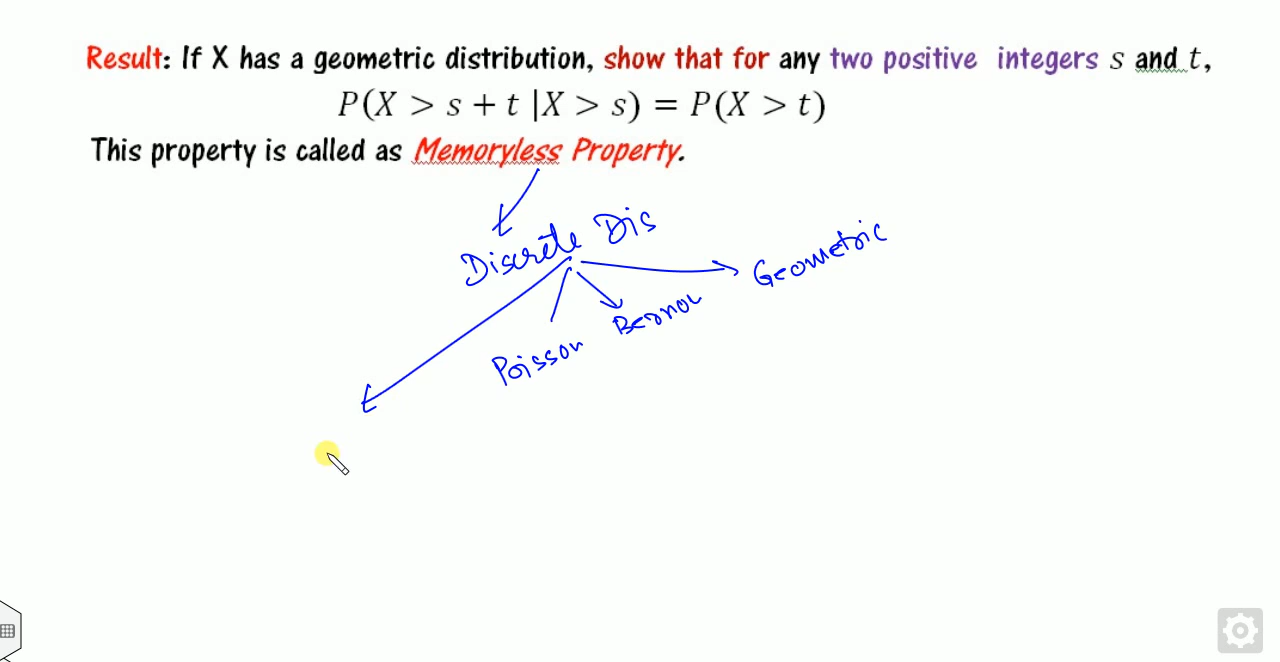 Result: If X has a geometric distribution, show that for any two positive integers s and t,
P(X > s + t |X > s) = P(X > t)
This property is called as Memoryless Property.
Discrete Dis
Geometric
Bernou
Poisson